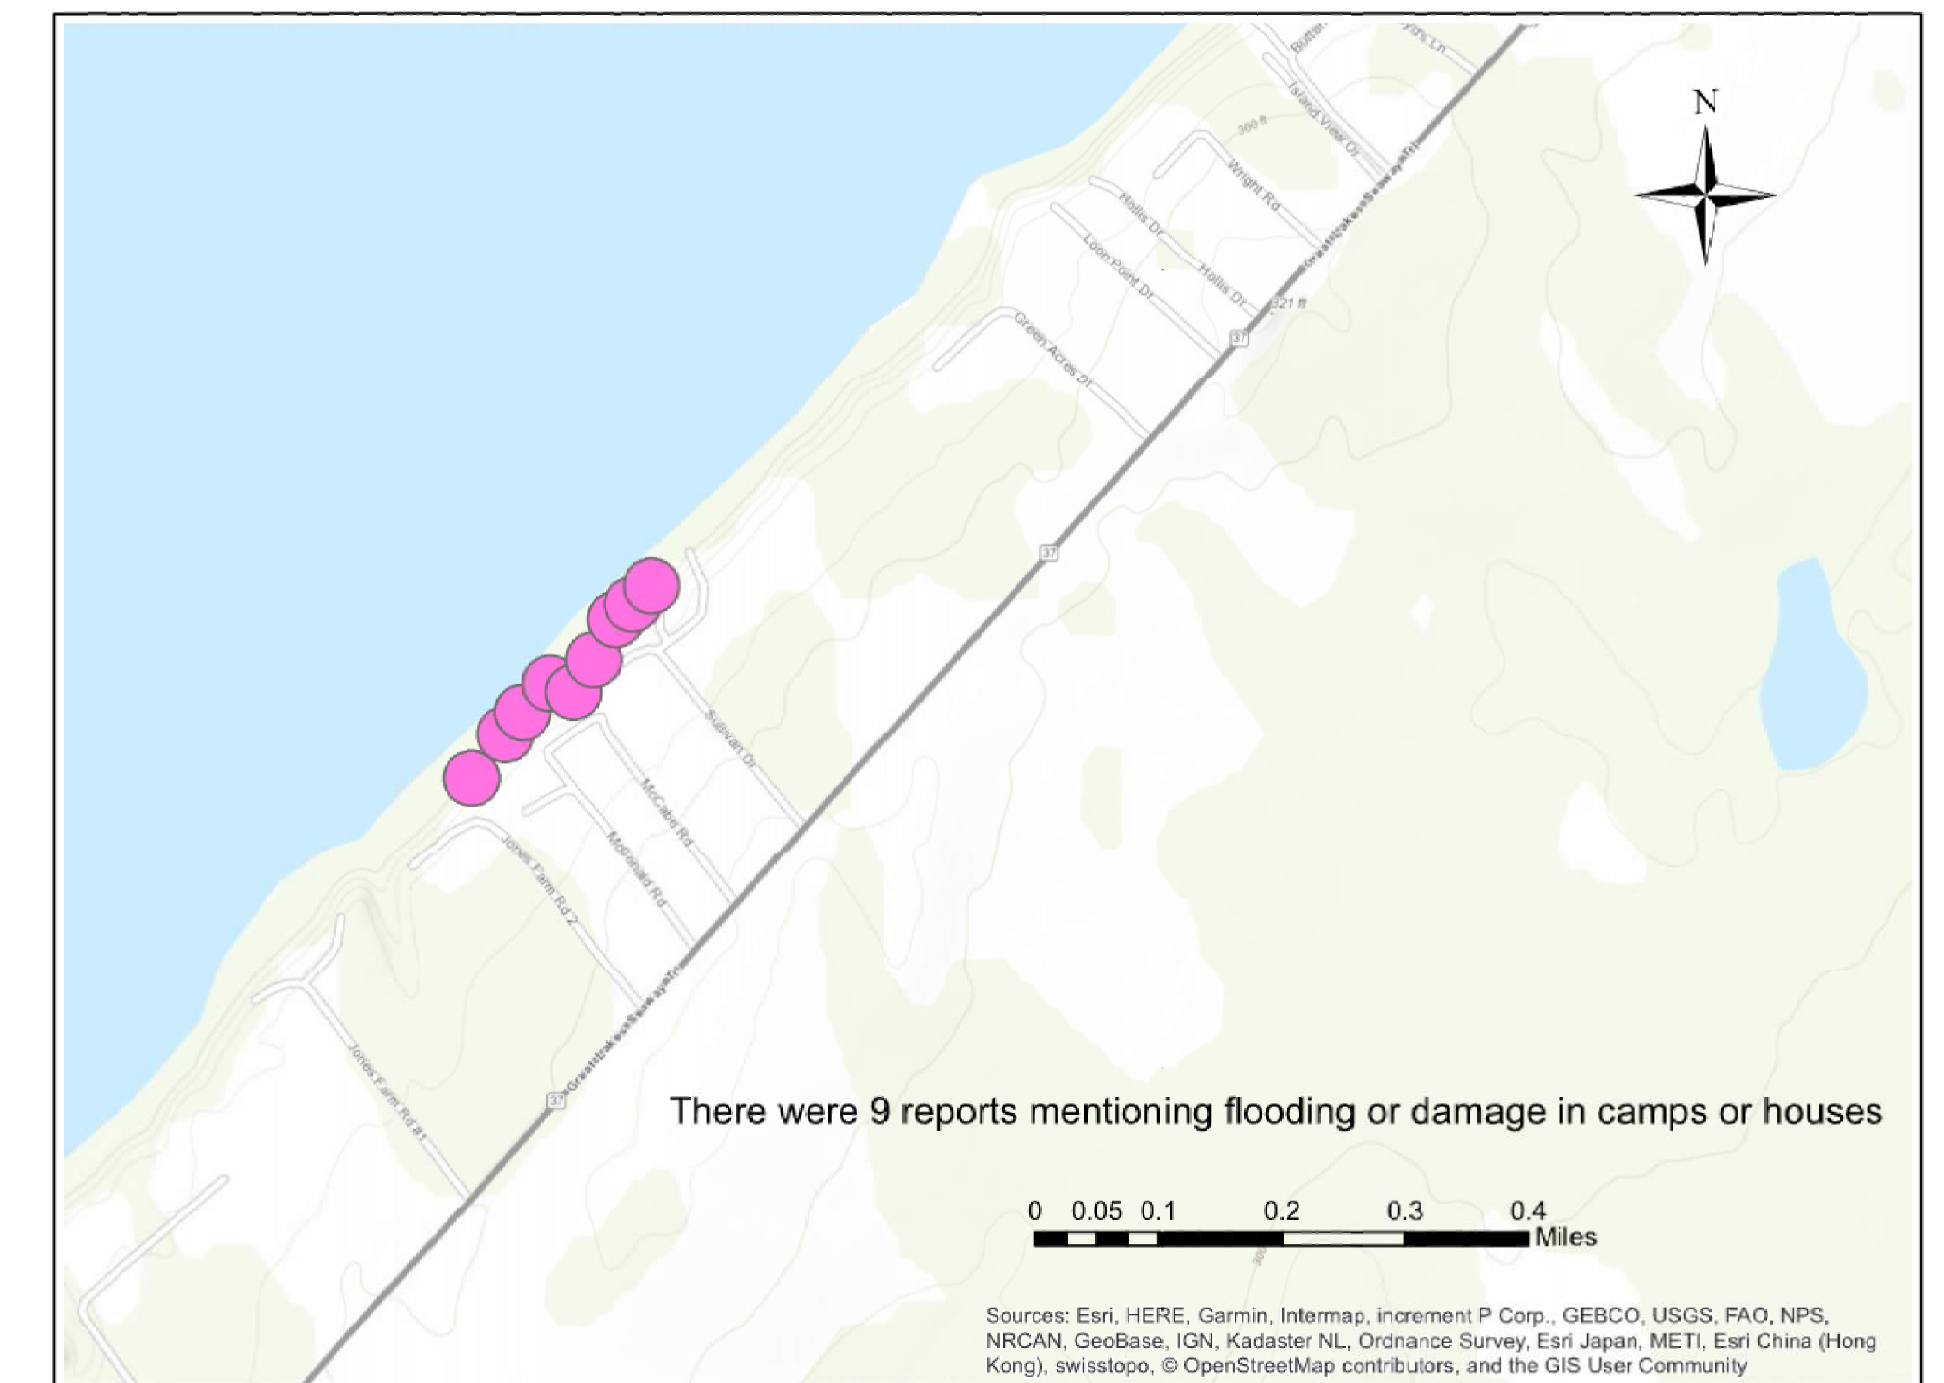 yd's Ln
Island View Dr
N
300 ft
Wright Rd
Hollis Dr
Loon Point Dr
Hollis Dr
321 ft
37
Green Acres Dr
37
Sullivan Dr
McCabe Rd
McDonald Rd
Jones Farm Rd 2
Jones Farm Rd #1
37
There were 9 reports mentioning flooding or damage in camps or houses
0 0.05 0.1 0.2 0.3 0.4
Miles
Sources: Esri, HERE, Garmin, Intermap, increment P Corp., GEBCO, USGS, FAO, NPS,
NRCAN, GeoBase, IGN, Kadaster NL, Ordnance Survey, Esri Japan, METI, Esri China (Hong
Kong), swisstopo, © OpenStreetMap contributors, and the GIS User Community